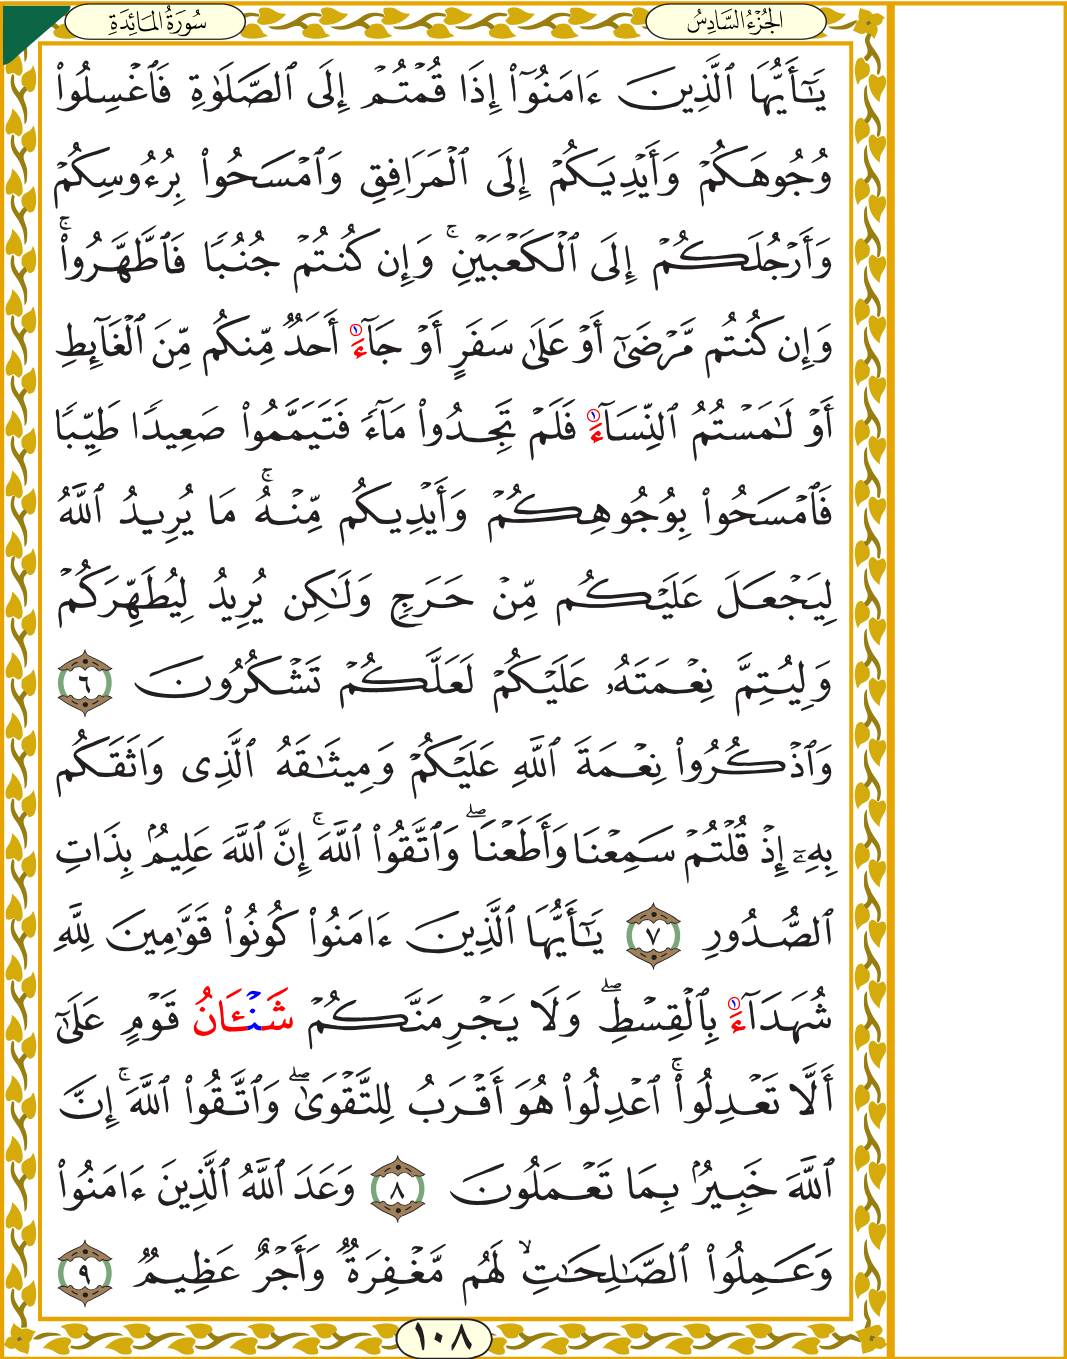 سُورَةُ المَائِدَةِ
الجُزْءُ السَّادِسُ
يَٰٓأَيُّهَا ٱلَّذِينَ ءَامَنُوٓا۟ إِذَا قُمْتُمْ إِلَى ٱلصَّلَوٰةِ فَٱغْسِلُوا۟
وُجُوهَكُمْ وَأَيْدِيَكُمْ إِلَى ٱلْمَرَافِقِ وَٱمْسَحُوا۟ بِرُءُوسِكُمْ
وَأَرْجُلَكُمْ إِلَى ٱلْكَعْبَيْنِ ۚ وَإِن كُنتُمْ جُنُبًا فَٱطَّهَّرُوا۟ ۚ
وَإِن كُنتُم مَّرْضَىٰٓ أَوْ عَلَىٰ سَفَرٍ أَوْ جَآءَ ١ أَحَدٌ مِّنكُم مِّنَ ٱلْغَآئِطِ
أَوْ لَٰمَسْتُمُ ٱلنِّسَآءَ ١ فَلَمْ تَجِدُوا۟ مَآءً فَتَيَمَّمُوا۟ صَعِيدًا طَيِّبًا
فَٱمْسَحُوا۟ بِوُجُوهِكُمْ وَأَيْدِيكُم مِّنْهُ ۚ مَا يُرِيدُ ٱللَّهُ
لِيَجْعَلَ عَلَيْكُم مِّنْ حَرَجٍ وَلَٰكِن يُرِيدُ لِيُطَهِّرَكُمْ
وَلِيُتِمَّ نِعْمَتَهُۥ عَلَيْكُمْ لَعَلَّكُمْ تَشْكُرُونَ ٦
وَٱذْكُرُوا۟ نِعْمَةَ ٱللَّهِ عَلَيْكُمْ وَمِيثَٰقَهُ ٱلَّذِى وَاثَقَكُم
بِهِۦٓ إِذْ قُلْتُمْ سَمِعْنَا وَأَطَعْنَا ۖ وَٱتَّقُوا۟ ٱللَّهَ ۚ إِنَّ ٱللَّهَ عَلِيمٌۢ بِذَاتِ
ٱلصُّدُورِ ٧ يَٰٓأَيُّهَا ٱلَّذِينَ ءَامَنُوا۟ كُونُوا۟ قَوَّٰمِينَ لِلَّهِ
شُهَدَآءَ ١ بِٱلْقِسْطِ ۖ وَلَا يَجْرِمَنَّكُمْ شَنْـَٔانُ قَوْمٍ عَلَىٰٓ
أَلَّا تَعْدِلُوا۟ ۚ ٱعْدِلُوا۟ هُوَ أَقْرَبُ لِلتَّقْوَىٰ ۖ وَٱتَّقُوا۟ ٱللَّهَ ۚ إِنَّ
ٱللَّهَ خَبِيرٌۢ بِمَا تَعْمَلُونَ ٨ وَعَدَ ٱللَّهُ ٱلَّذِينَ ءَامَنُوا۟
وَعَمِلُوا۟ ٱلصَّٰلِحَٰتِ ۙ لَهُم مَّغْفِرَةٌ وَأَجْرٌ عَظِيمٌ ٩
١٠٨